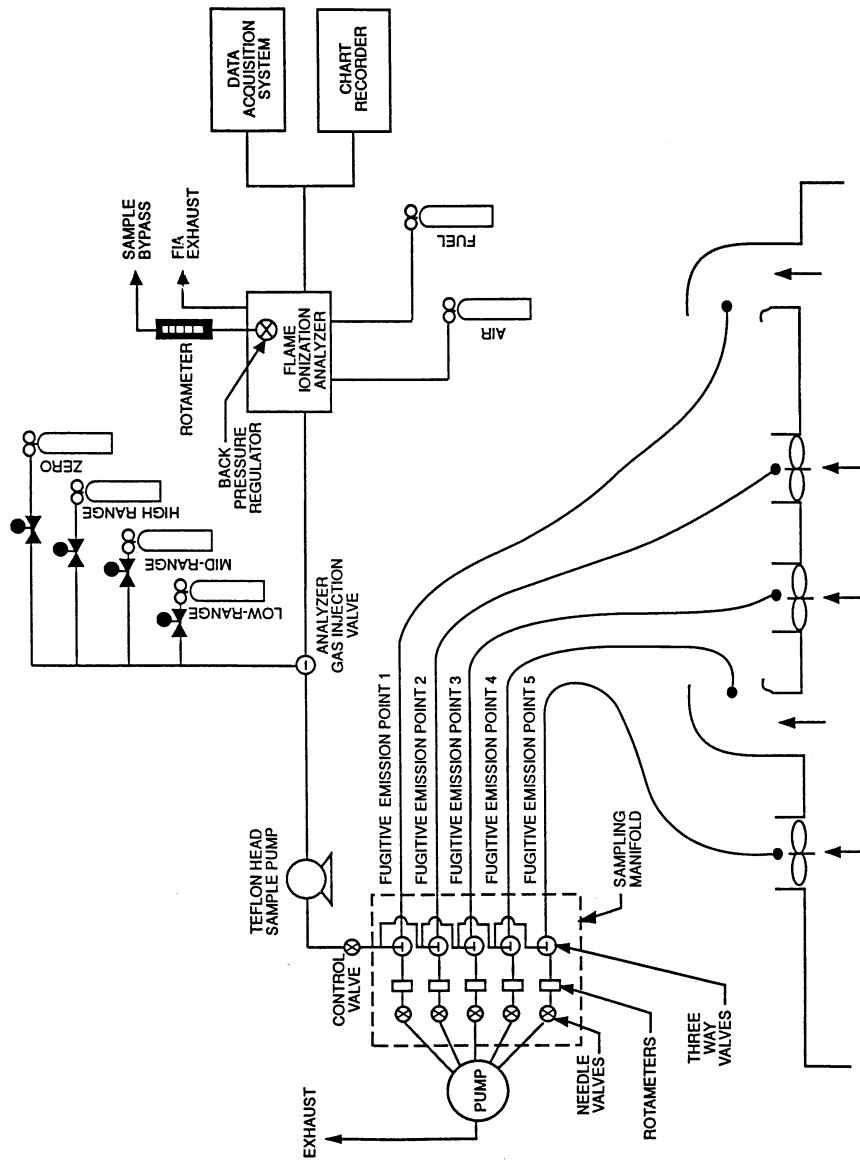 DATA
ACQUISITION
SYSTEM
CHART
RECORDER
SAMPLE
BYPASS
FIA
EXHAUST
ROTAMETER
BACK
PRESSURE
REGULATOR
FLAME
IONIZATION
ANALYZER
FUEL
AIR
ZERO
HIGH RANGE
MID-RANGE
LOW-RANGE
ANALYZER
GAS INJECTION
VALVE
TEFLON HEAD
SAMPLE PUMP
CONTROL
VALVE
FUGITIVE EMISSION POINT 1
FUGITIVE EMISSION POINT 2
FUGITIVE EMISSION POINT 3
FUGITIVE EMISSION POINT 4
FUGITIVE EMISSION POINT 5
SAMPLING
MANIFOLD
THREE
WAY
VALVES
ROTAMETERS
NEEDLE
VALVES
PUMP
EXHAUST